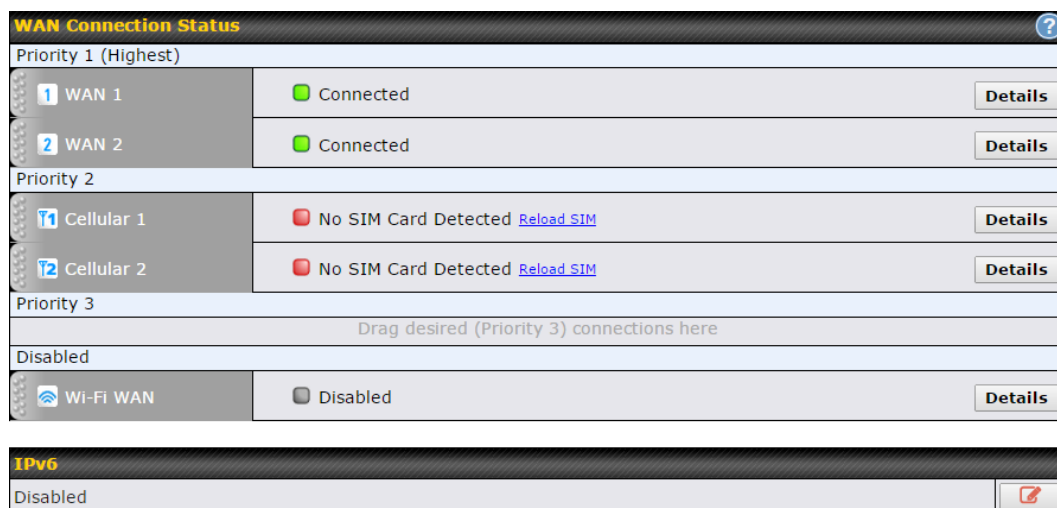 WAN Connection Status
?
Priority 1 (Highest)
1 WAN 1 Connected Details
2 WAN 2 Connected Details
Priority 2
1 Cellular 1 No SIM Card Detected Reload SIM Details
2 Cellular 2 No SIM Card Detected Reload SIM Details
Priority 3
Drag desired (Priority 3) connections here
Disabled
Wi-Fi WAN Disabled Details
IPv6
Disabled